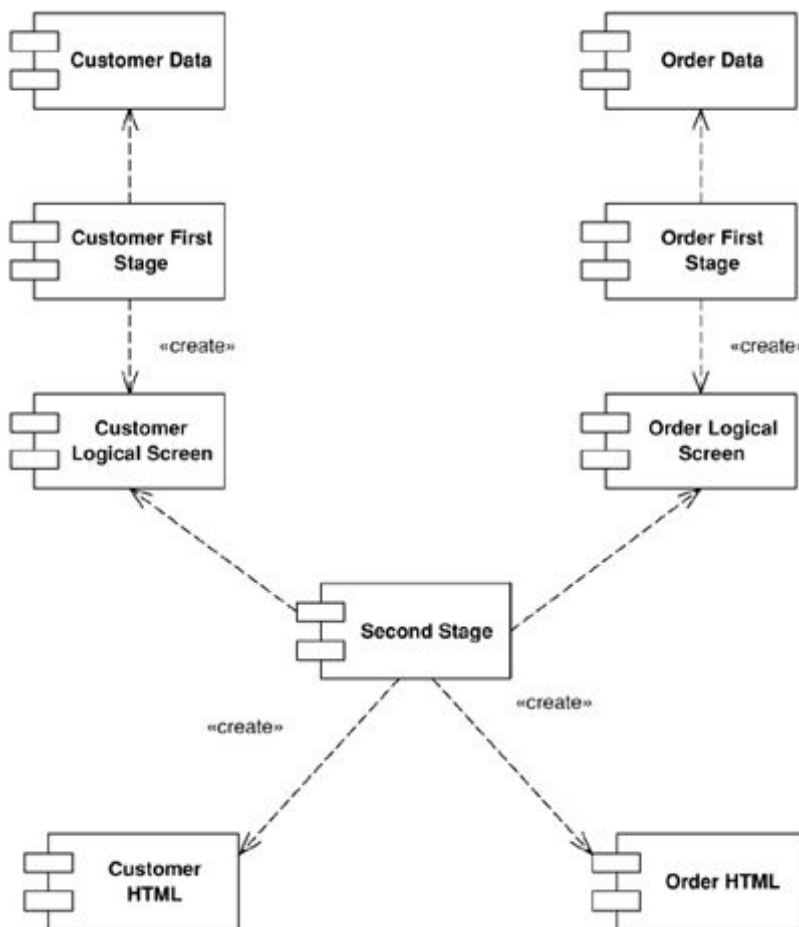 Customer Data
Order Data
Customer First
Stage
Order First
Stage
«create»
«create»
Customer
Logical Screen
Order Logical
Screen
Second Stage
«create»
«create»
Customer
HTML
Order HTML